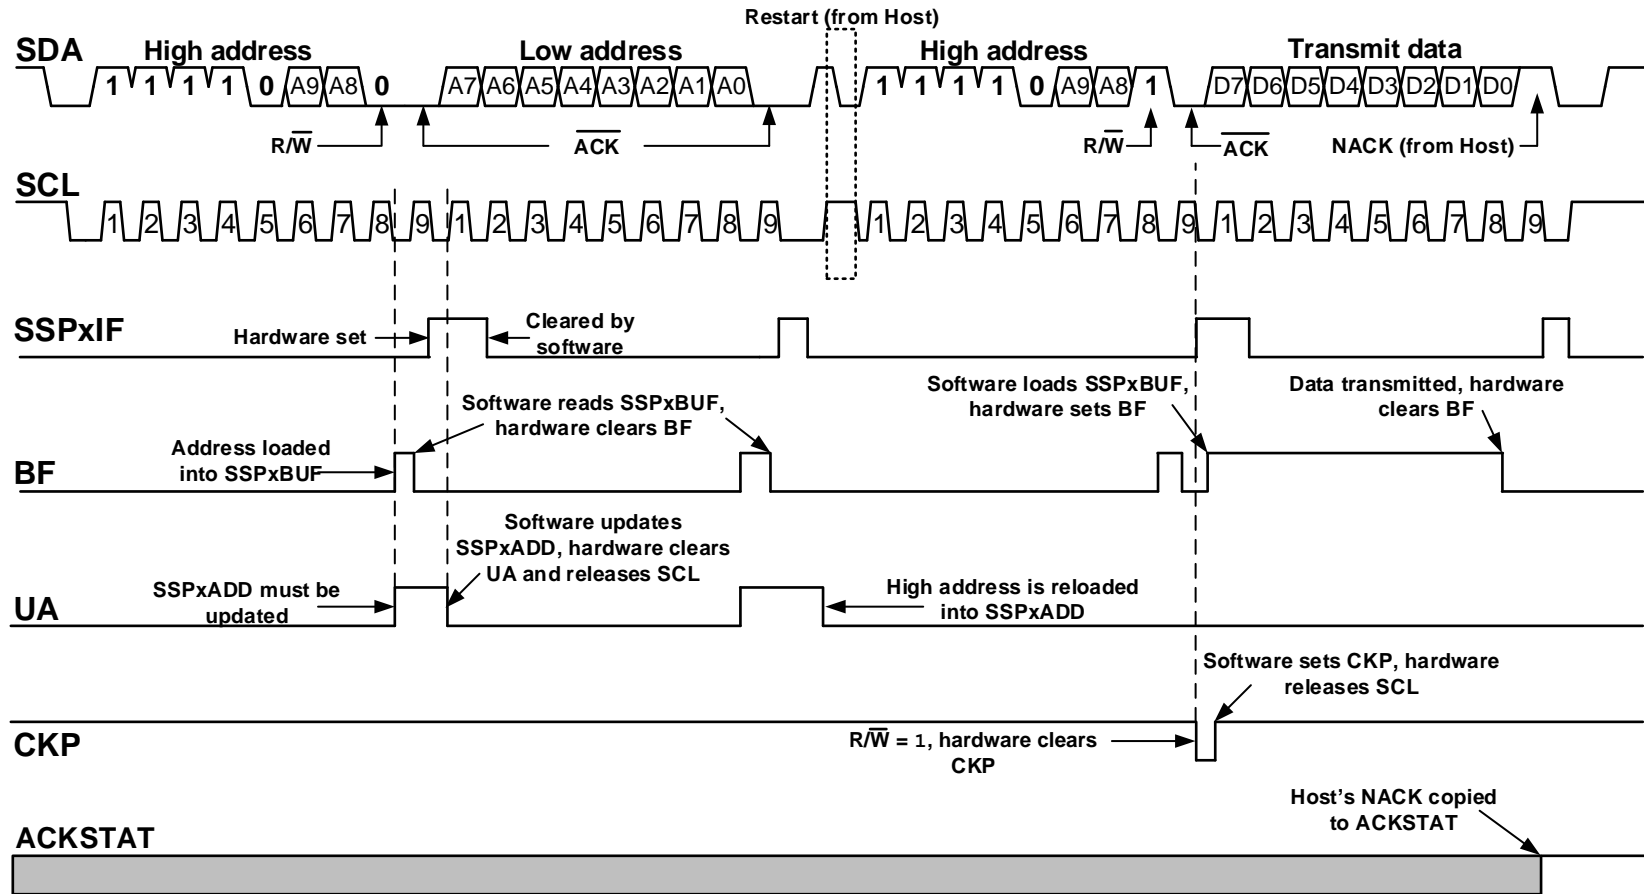 Restart (from Host)
SDA
High address
Low address
High address
Transmit data
1 1 1 1 0 A9 A8 0
A7 A6 A5 A4 A3 A2 A1 A0
1 1 1 1 0 A9 A8 1
D7 D6 D5 D4 D3 D2 D1 D0
R/W̅
A̅C̅K̅
R/W̅
A̅C̅K̅
NACK (from Host)
SCL
1 2 3 4 5 6 7 8 9 1 2 3 4 5 6 7 8 9 1 2 3 4 5 6 7 8 9 1 2 3 4 5 6 7 8 9
SSPxIF
Hardware set
Cleared by
software
Software loads SSPxBUF,
hardware sets BF
Data transmitted, hardware
clears BF
Software reads SSPxBUF,
hardware clears BF
BF
Address loaded
into SSPxBUF
Software updates
SSPxADD, hardware clears
UA and releases SCL
UA
SSPxADD must be
updated
High address is reloaded
into SSPxADD
Software sets CKP, hardware
releases SCL
CKP
R/W̅ = 1, hardware clears
CKP
Host's NACK copied
to ACKSTAT
ACKSTAT